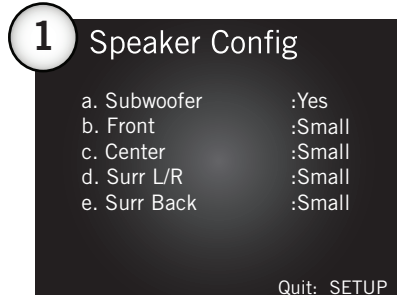 1
Speaker Config
a. Subwoofer :Yes
b. Front :Small
c. Center :Small
d. Surr L/R :Small
e. Surr Back :Small
Quit: SETUP